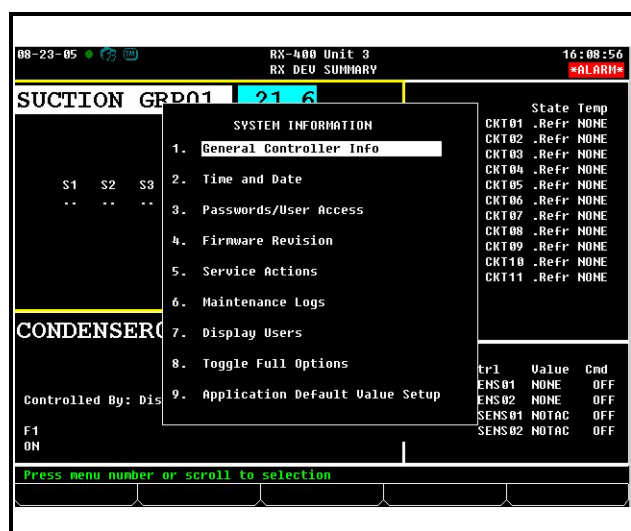 08-23-05 RX-400 Unit 3 16:08:56
RX DEV SUMMARY *ALARM*
SUCTION GRP01 21.6
State Temp
SYSTEM INFORMATION
1. General Controller Info
2. Time and Date
3. Passwords/User Access
4. Firmware Revision
5. Service Actions
6. Maintenance Logs
7. Display Users
8. Toggle Full Options
9. Application Default Value Setup
CKT01 .Refr NONE
CKT02 .Refr NONE
CKT03 .Refr NONE
CKT04 .Refr NONE
CKT05 .Refr NONE
CKT06 .Refr NONE
CKT07 .Refr NONE
CKT08 .Refr NONE
CKT09 .Refr NONE
CKT10 .Refr NONE
CKT11 .Refr NONE
S1 S2 S3
.. .. ..
CONDENSER
Controlled By: Dis
F1
ON
trl Value Cmd
ENS01 NONE OFF
ENS02 NONE OFF
SENS01 NOTAC OFF
SENS02 NOTAC OFF
Press menu number or scroll to selection